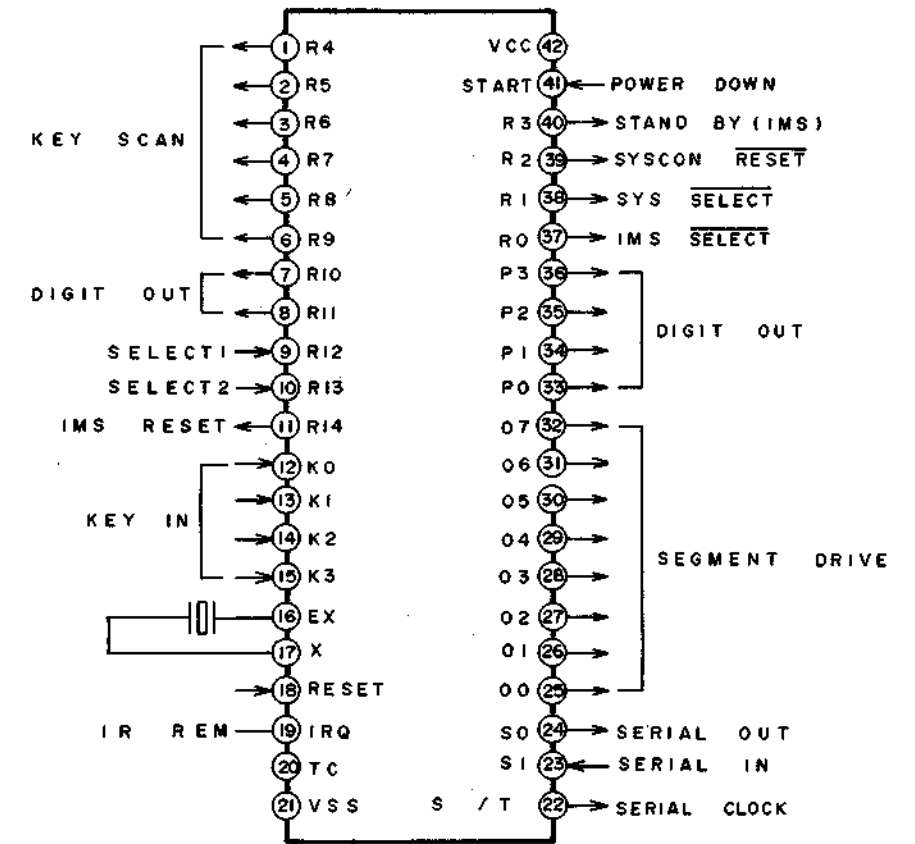 1 R4 VCC 42
2 R5 START 41 POWER DOWN
3 R6 R3 40 STAND BY (IMS)
KEY SCAN
4 R7 R2 39 SYSCON RESET
5 R8 R1 38 SYS SELECT
6 R9 R0 37 IMS SELECT
7 R10 P3 36
DIGIT OUT
8 R11 P2 35
DIGIT OUT
SELECT1 9 R12 P1 34
SELECT2 10 R13 P0 33
IMS RESET 11 R14 O7 32
12 K0 O6 31
13 K1 O5 30
KEY IN
14 K2 O4 29
SEGMENT DRIVE
15 K3 O3 28
16 EX O2 27
17 X O1 26
18 RESET O0 25
IR REM 19 IRQ SO 24 SERIAL OUT
20 TC SI 23 SERIAL IN
21 VSS S/T 22 SERIAL CLOCK